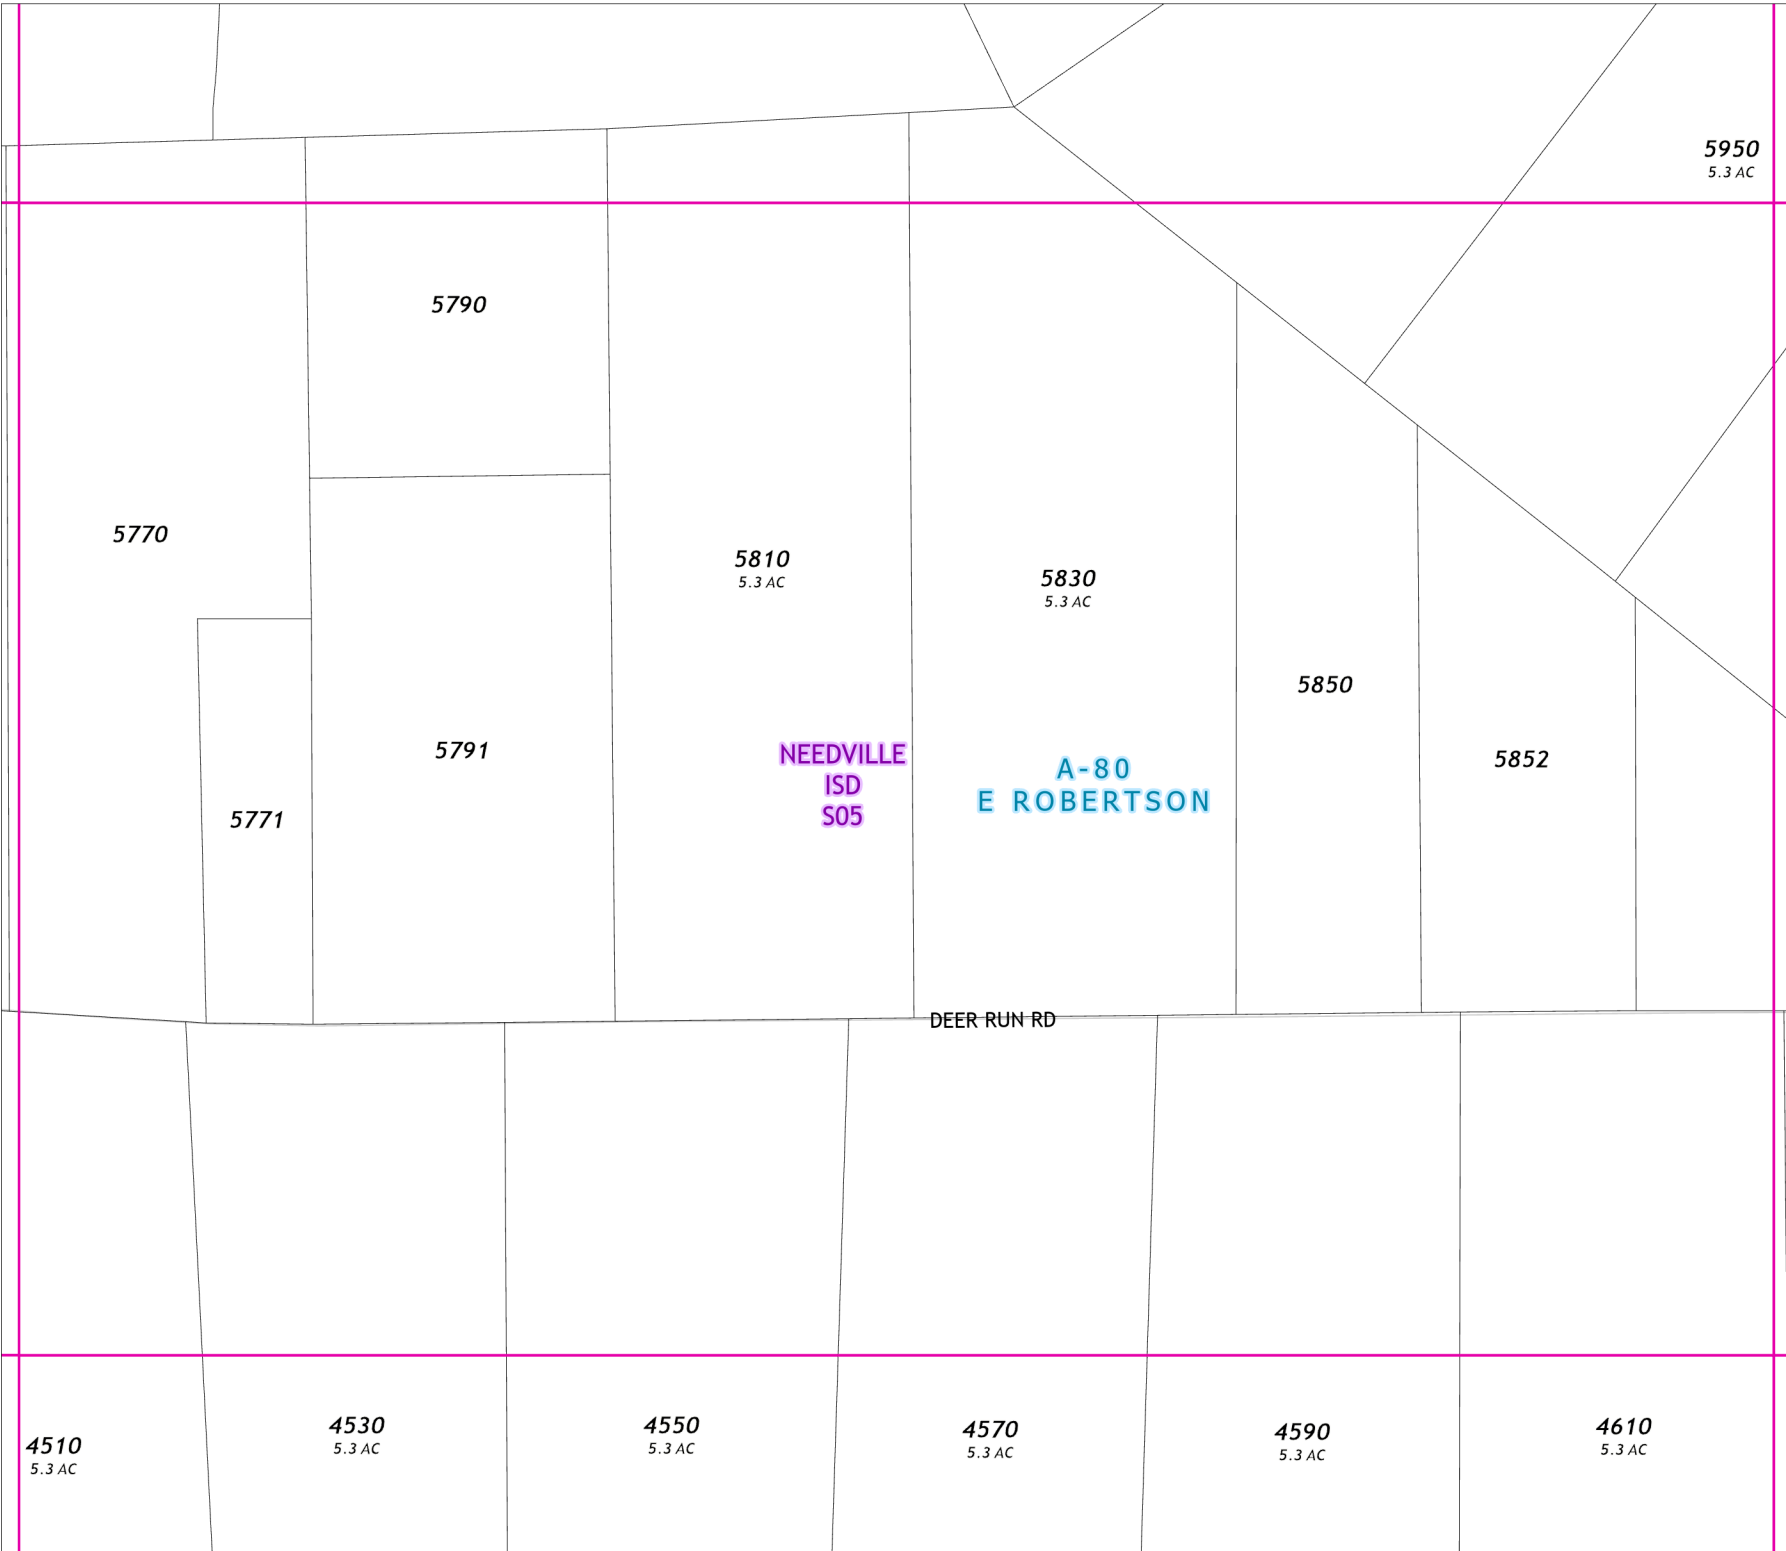 5950
5.3 AC
5790
5770
5810
5.3 AC
5830
5.3 AC
5850
5791
NEEDVILLE
ISD
S05
A-80
E ROBERTSON
5852
5771
DEER RUN RD
4510
5.3 AC
4530
5.3 AC
4550
5.3 AC
4570
5.3 AC
4590
5.3 AC
4610
5.3 AC